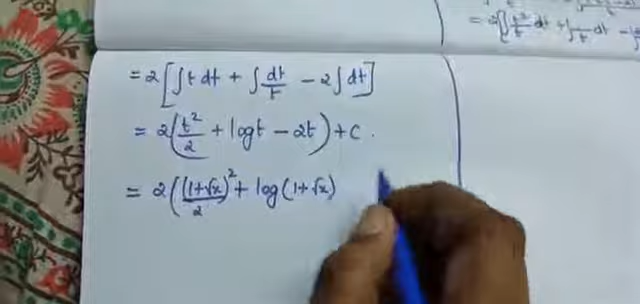 = 2[∫t dt + ∫dt/t - 2∫dt]
= 2(t²/2 + log t - 2t) + c.
= 2((1+√x)²/2 + log(1+√x)